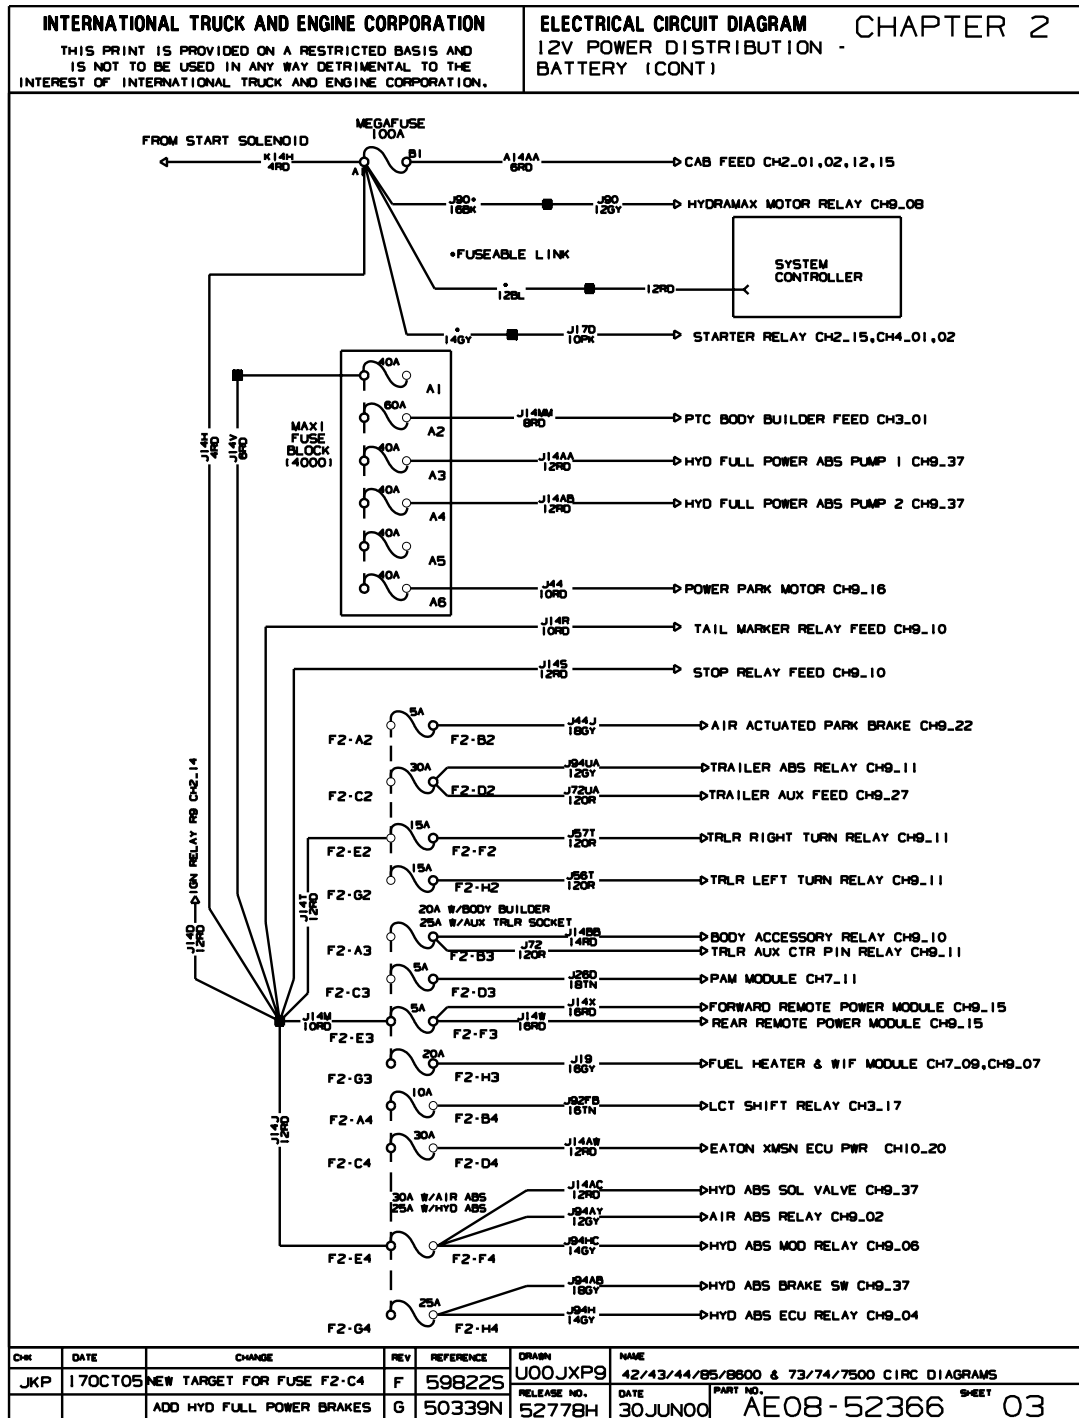 INTERNATIONAL TRUCK AND ENGINE CORPORATION
THIS PRINT IS PROVIDED ON A RESTRICTED BASIS AND
IS NOT TO BE USED IN ANY WAY DETRIMENTAL TO THE
INTEREST OF INTERNATIONAL TRUCK AND ENGINE CORPORATION.
ELECTRICAL CIRCUIT DIAGRAM CHAPTER 2
12V POWER DISTRIBUTION -
BATTERY (CONT)
MEGAFUSE
100A
FROM START SOLENOID
K14H
4RD
A1
B1
A14AA
6RD
CAB FEED CH2_01,02,12,15
J90*
16BK
J90
12GY
HYDRAMAX MOTOR RELAY CH9_08
*FUSEABLE LINK
SYSTEM
CONTROLLER
*
12BL
12RD
*
14GY
J17D
10PK
STARTER RELAY CH2_15,CH4_01,02
40A
A1
MAXI
FUSE
BLOCK
(4000)
60A
A2
J14MM
8RD
PTC BODY BUILDER FEED CH3_01
40A
A3
J14AA
12RD
HYD FULL POWER ABS PUMP 1 CH9_37
40A
A4
J14AB
12RD
HYD FULL POWER ABS PUMP 2 CH9_37
40A
A5
40A
A6
J44
10RD
POWER PARK MOTOR CH9_16
J14H
4RD
J14V
6RD
J14R
10RD
TAIL MARKER RELAY FEED CH9_10
J14S
12RD
STOP RELAY FEED CH9_10
5A
F2-A2
F2-B2
J44J
18GY
AIR ACTUATED PARK BRAKE CH9_22
30A
F2-C2
F2-D2
J94UA
12GY
TRAILER ABS RELAY CH9_11
J72UA
12OR
TRAILER AUX FEED CH9_27
15A
F2-E2
F2-F2
J57T
12OR
TRLR RIGHT TURN RELAY CH9_11
15A
F2-G2
F2-H2
J56T
12OR
TRLR LEFT TURN RELAY CH9_11
IGN RELAY R9 CH2_14
J14D
12RD
J14T
12RD
20A W/BODY BUILDER
25A W/AUX TRLR SOCKET
F2-A3
F2-B3
J14BB
14RD
BODY ACCESSORY RELAY CH9_10
J72
12OR
TRLR AUX CTR PIN RELAY CH9_11
5A
F2-C3
F2-D3
J26D
18TN
PAM MODULE CH7_11
J14M
10RD
5A
F2-E3
F2-F3
J14X
16RD
FORWARD REMOTE POWER MODULE CH9_15
J14W
16RD
REAR REMOTE POWER MODULE CH9_15
20A
F2-G3
F2-H3
J19
16GY
FUEL HEATER & WIF MODULE CH7_09,CH9_07
10A
F2-A4
F2-B4
J92FB
16TN
LCT SHIFT RELAY CH3_17
J14J
12RD
30A
F2-C4
F2-D4
J14AW
12RD
EATON XMSN ECU PWR CH10_20
30A W/AIR ABS
25A W/HYD ABS
J14AC
12RD
HYD ABS SOL VALVE CH9_37
J94AY
12GY
AIR ABS RELAY CH9_02
F2-E4
F2-F4
J94HC
14GY
HYD ABS MOD RELAY CH9_06
J94AB
18GY
HYD ABS BRAKE SW CH9_37
25A
F2-G4
F2-H4
J94H
14GY
HYD ABS ECU RELAY CH9_04
CHK DATE CHANGE REV REFERENCE DRAWN NAME
JKP 17OCT05 NEW TARGET FOR FUSE F2-C4 F 59822S U00JXP9 42/43/44/85/8600 & 73/74/7500 CIRC DIAGRAMS
RELEASE NO. DATE PART NO. SHEET
ADD HYD FULL POWER BRAKES G 50339N 52778H 30JUN00 AE08-52366 03